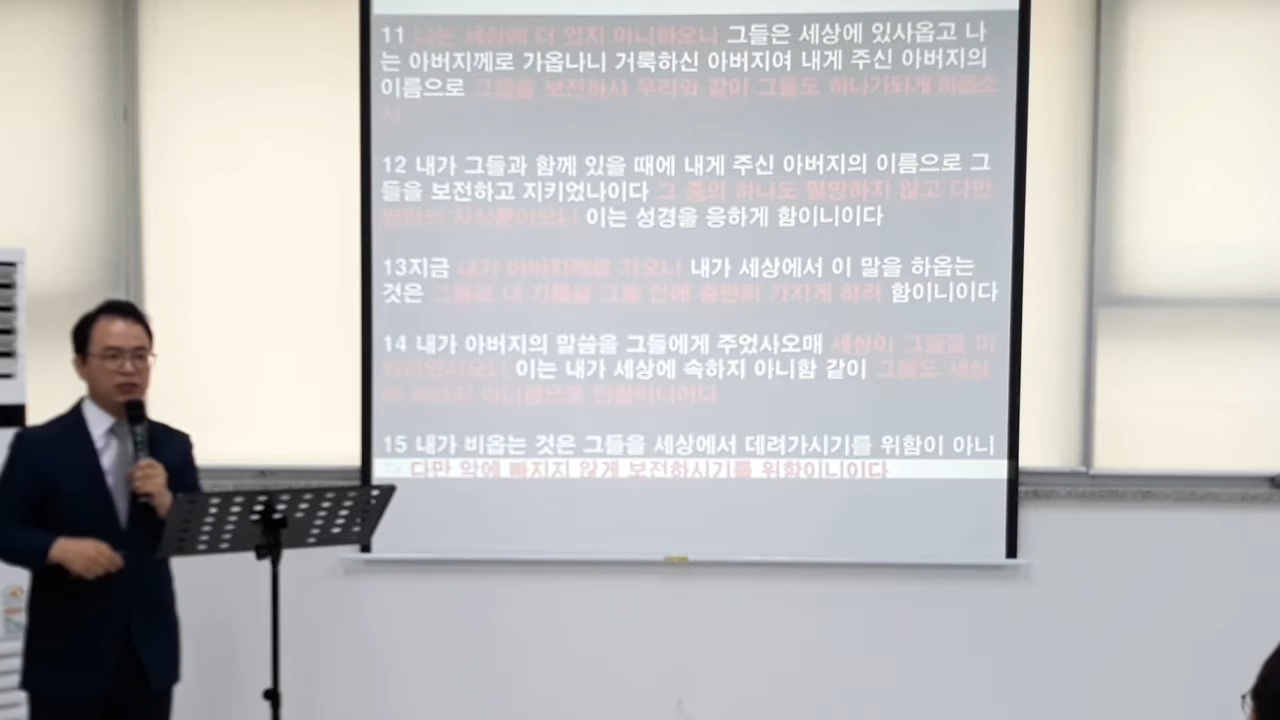 11 나는 세상에 더 있지 아니하오나 그들은 세상에 있사옵고 나
는 아버지께로 가옵나니 거룩하신 아버지여 내게 주신 아버지의
이름으로 그들을 보전하사 우리와 같이 그들도 하나가되게 하옵소
서
12 내가 그들과 함께 있을 때에 내게 주신 아버지의 이름으로 그
들을 보전하고 지키었나이다 그 중의 하나도 멸망하지 않고 다만
이는 성경을 응하게 함이니이다
13지금 내가 아버지께로 가오니 내가 세상에서 이 말을 하옵는
것은 그들로 내 기쁨을 그들 안에 충만히 가지게 하려 함이니이다
14 내가 아버지의 말씀을 그들에게 주었사오매 세상이 그들을 미
이는 내가 세상에 속하지 아니함 같이 그들도 세상
아니함으로 인함이니이다
15 내가 비옵는 것은 그들을 세상에서 데려가시기를 위함이 아니
다만 악에 빠지지 않게 보전하시기를 위함이니이다